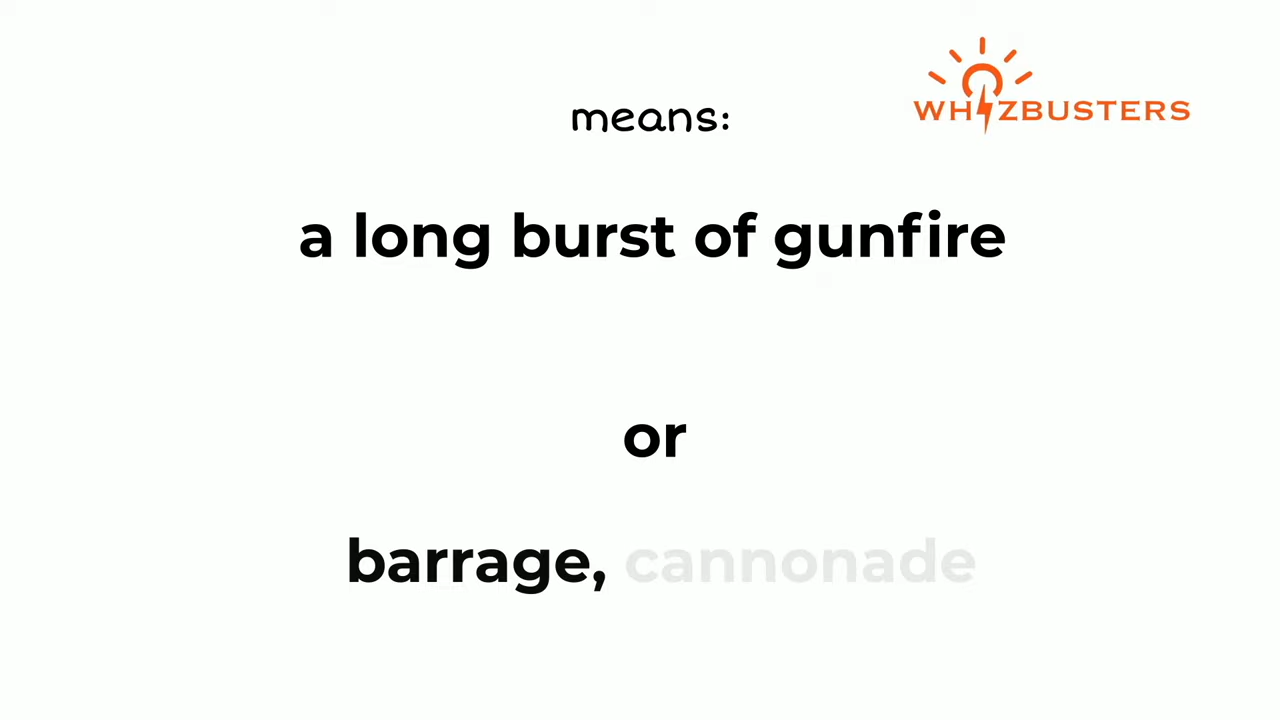 means:
WHIZBUSTERS
a long burst of gunfire
or
barrage, cannonade